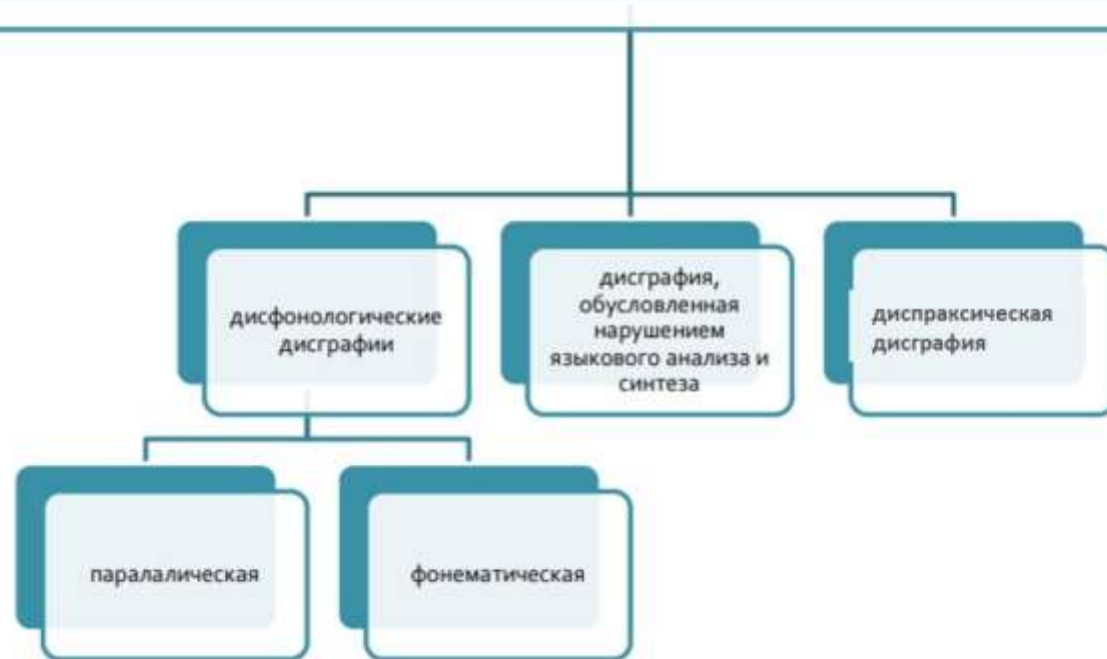 дисфонологические
дисграфии
дисграфия,
обусловленная
нарушением
языкового анализа и
синтеза
диспраксическая
дисграфия
паралалическая
фонематическая